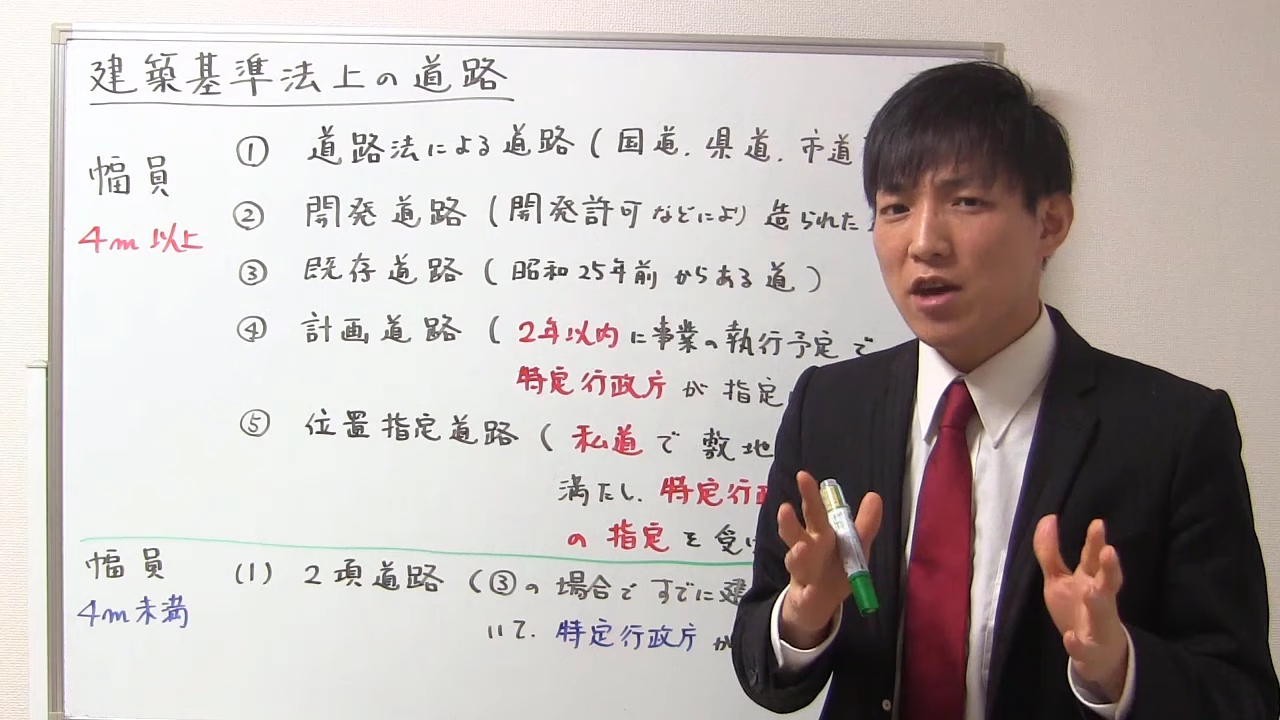 建築基準法上の道路
幅員
4m以上
① 道路法による道路(国道、県道、市道
② 開発道路(開発許可などにより造られた
③ 既存道路(昭和25年前からある道)
④ 計画道路(2年以内に事業の執行予定で
特定行政庁が指定
⑤ 位置指定道路(私道で敷地
満たし、特定行政
の指定を受け
幅員
4m未満
(1) 2項道路(③の場合ですでに建
いて、特定行政庁が